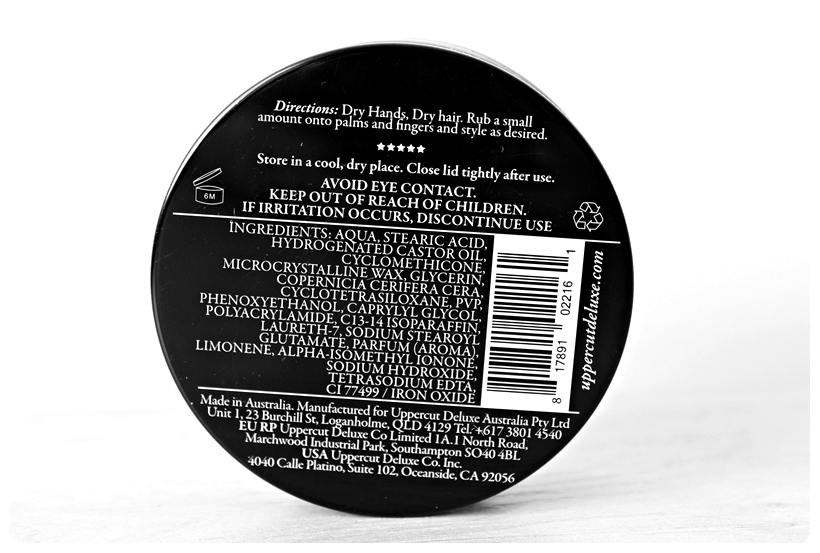 Directions: Dry Hands, Dry hair. Rub a small
amount onto palms and fingers and style as desired.
★★★★★
Store in a cool, dry place. Close lid tightly after use.
AVOID EYE CONTACT.
KEEP OUT OF REACH OF CHILDREN.
IF IRRITATION OCCURS, DISCONTINUE USE
6M
INGREDIENTS: AQUA, STEARIC ACID,
HYDROGENATED CASTOR OIL,
CYCLOMETHICONE,
MICROCRYSTALLINE WAX, GLYCERIN,
COPERNICIA CERIFERA CERA,
CYCLOTETRASILOXANE, PVP,
PHENOXYETHANOL, CAPRYLYL GLYCOL,
POLYACRYLAMIDE, C13-14 ISOPARAFFIN,
LAURETH-7, SODIUM STEAROYL
GLUTAMATE, PARFUM (AROMA),
LIMONENE, ALPHA-ISOMETHYL IONONE,
SODIUM HYDROXIDE,
TETRASODIUM EDTA,
CI 77499 / IRON OXIDE
8 17891 02216 1
uppercutdeluxe.com
Made in Australia. Manufactured for Uppercut Deluxe Australia Pty Ltd
Unit 1, 23 Burchill St, Loganholme, QLD 4129 Tel. +617 3801 4540
EU RP Uppercut Deluxe Co Limited 1A.1 North Road,
Marchwood Industrial Park, Southampton SO40 4BL
USA Uppercut Deluxe Co. Inc.
4040 Calle Platino, Suite 102, Oceanside, CA 92056